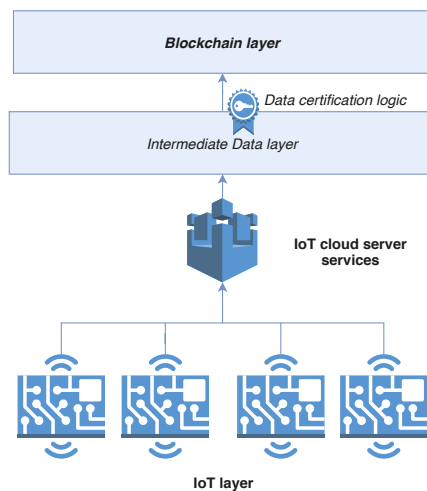 Blockchain layer
Data certification logic
Intermediate Data layer
IoT cloud server
services
IoT layer